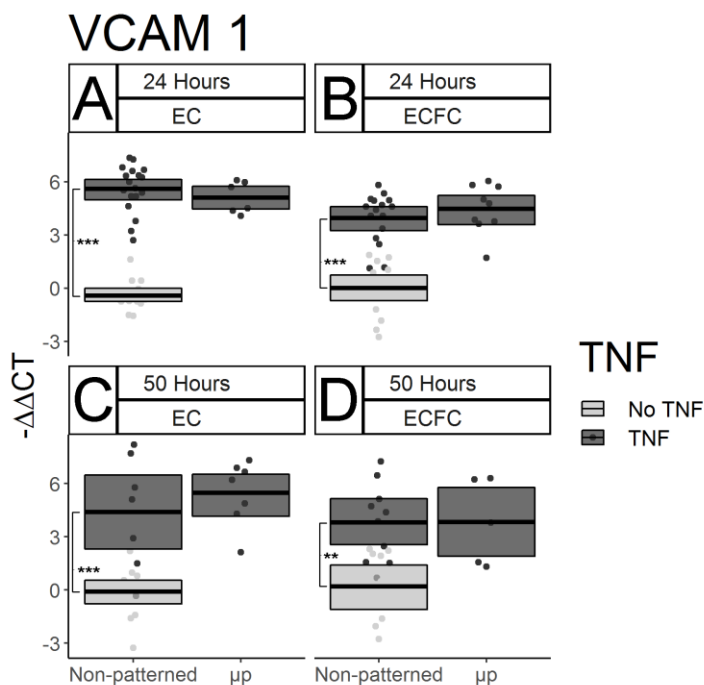 VCAM 1
A
24 Hours
EC
B
24 Hours
ECFC
6
3
0
-3
***
***
C
50 Hours
EC
D
50 Hours
ECFC
6
3
0
-3
***
**
-ΔΔCT
Non-patterned
μp
Non-patterned
μp
TNF
No TNF
TNF